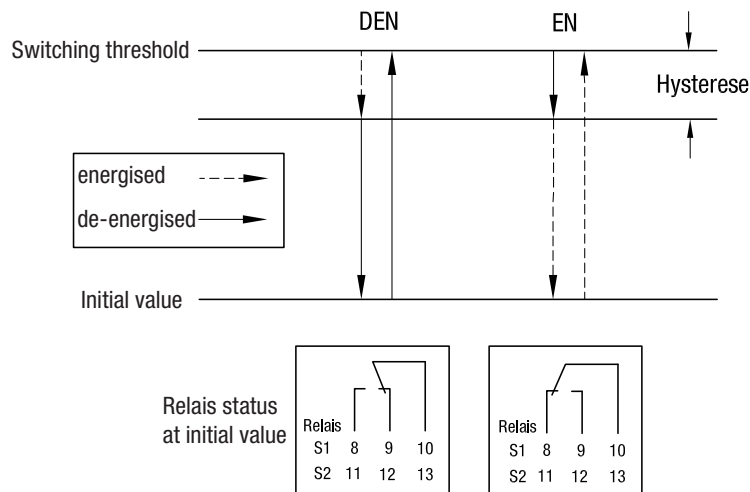 DEN EN
Switching threshold
Hysterese
energised
de-energised
Initial value
Relais status
at initial value
Relais
S1 8 9 10
S2 11 12 13
Relais
S1 8 9 10
S2 11 12 13